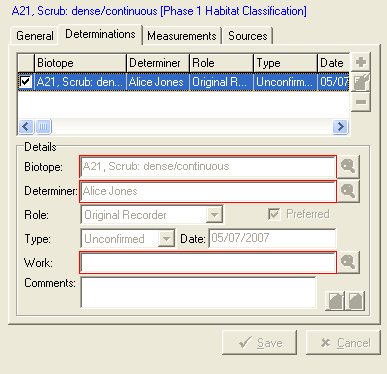 A21, Scrub: dense/continuous [Phase 1 Habitat Classification]
General Determinations Measurements Sources
Biotope Determiner Role Type Date
A21, Scrub: den... Alice Jones Original R... Unconfirm... 05/07
Details
Biotope: A21, Scrub: dense/continuous
Determiner: Alice Jones
Role: Original Recorder Preferred
Type: Unconfirmed Date: 05/07/2007
Work:
Comments:
Save Cancel